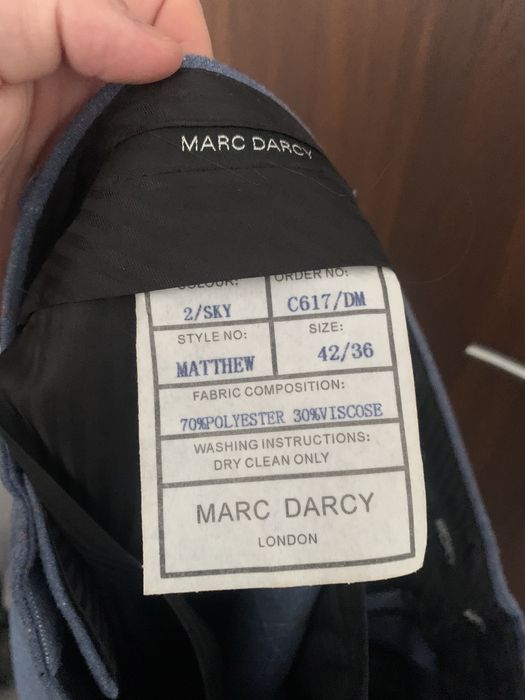 MARC DARCY
COLOUR: ORDER NO:
2/SKY C617/DM
STYLE NO: SIZE:
MATTHEW 42/36
FABRIC COMPOSITION:
70%POLYESTER 30%VISCOSE
WASHING INSTRUCTIONS:
DRY CLEAN ONLY
MARC DARCY
LONDON